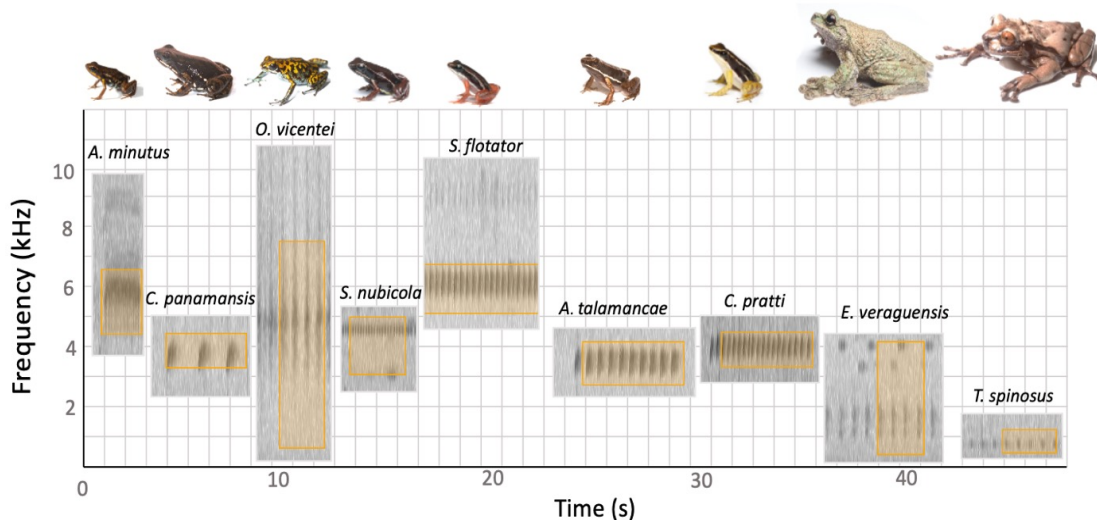 O. vicentei
A. minutus
S. flotator
C. panamansis
S. nubicola
A. talamancae
C. pratti
E. veraguensis
T. spinosus
Frequency (kHz)
10
8
6
4
2
0
10
20
30
40
Time (s)